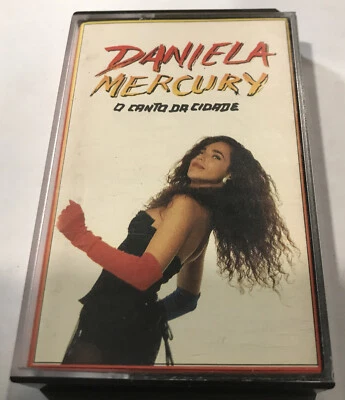 DANIELA
MERCURY
O CANTO DA CIDADE